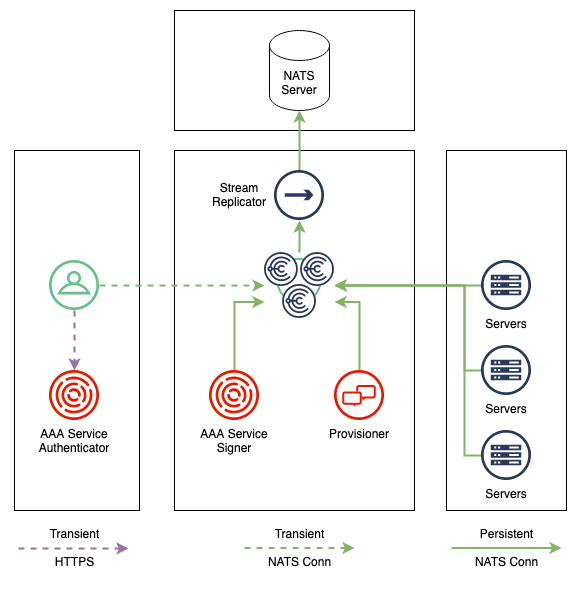 NATS
Server
Stream
Replicator
Servers
Servers
AAA Service
Authenticator
AAA Service
Signer
Provisioner
Servers
Transient
HTTPS
Transient
NATS Conn
Persistent
NATS Conn